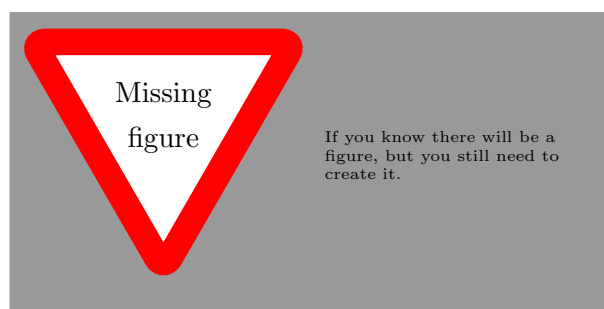 Missing
figure
If you know there will be a
figure, but you still need to
create it.